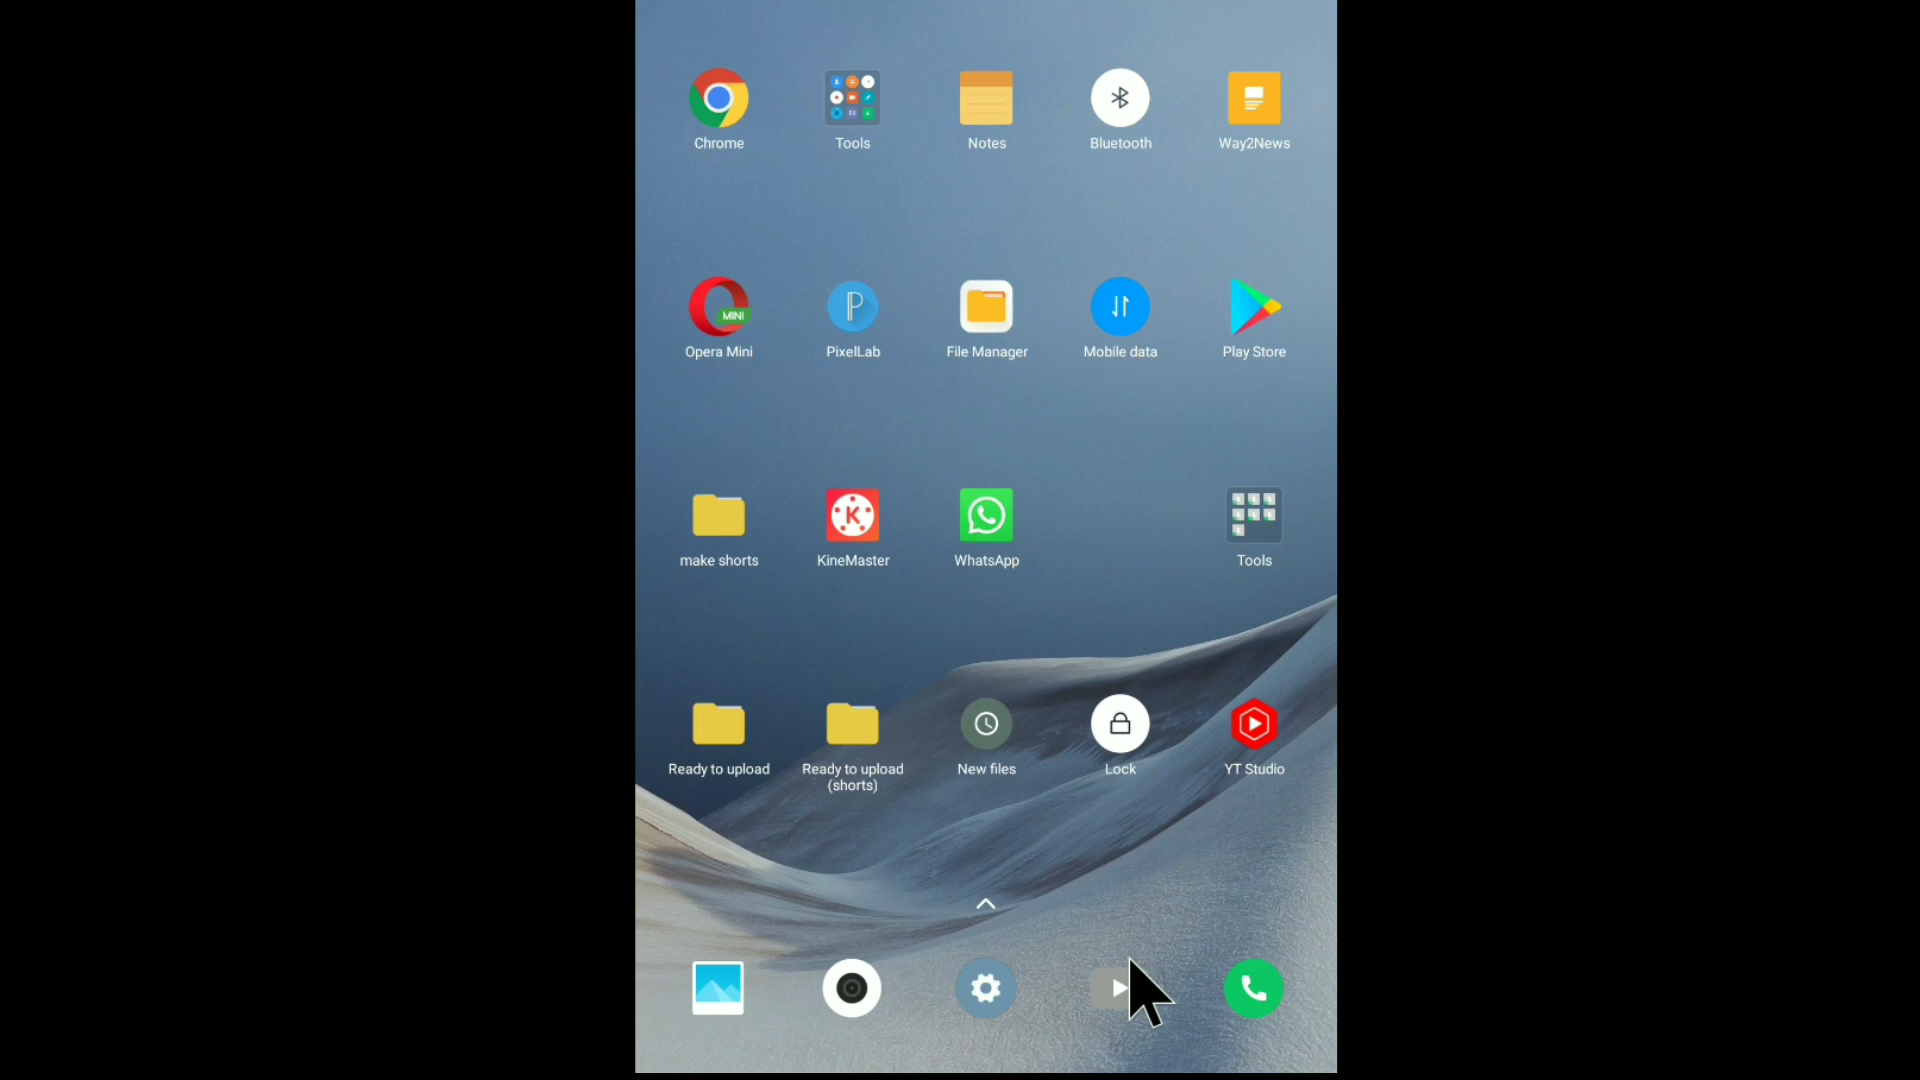 Chrome
Tools
Notes
Bluetooth
Way2News
MINI
Opera Mini
P
PixelLab
File Manager
Mobile data
Play Store
make shorts
K
KineMaster
WhatsApp
Tools
Ready to upload
Ready to upload
(shorts)
New files
Lock
YT Studio